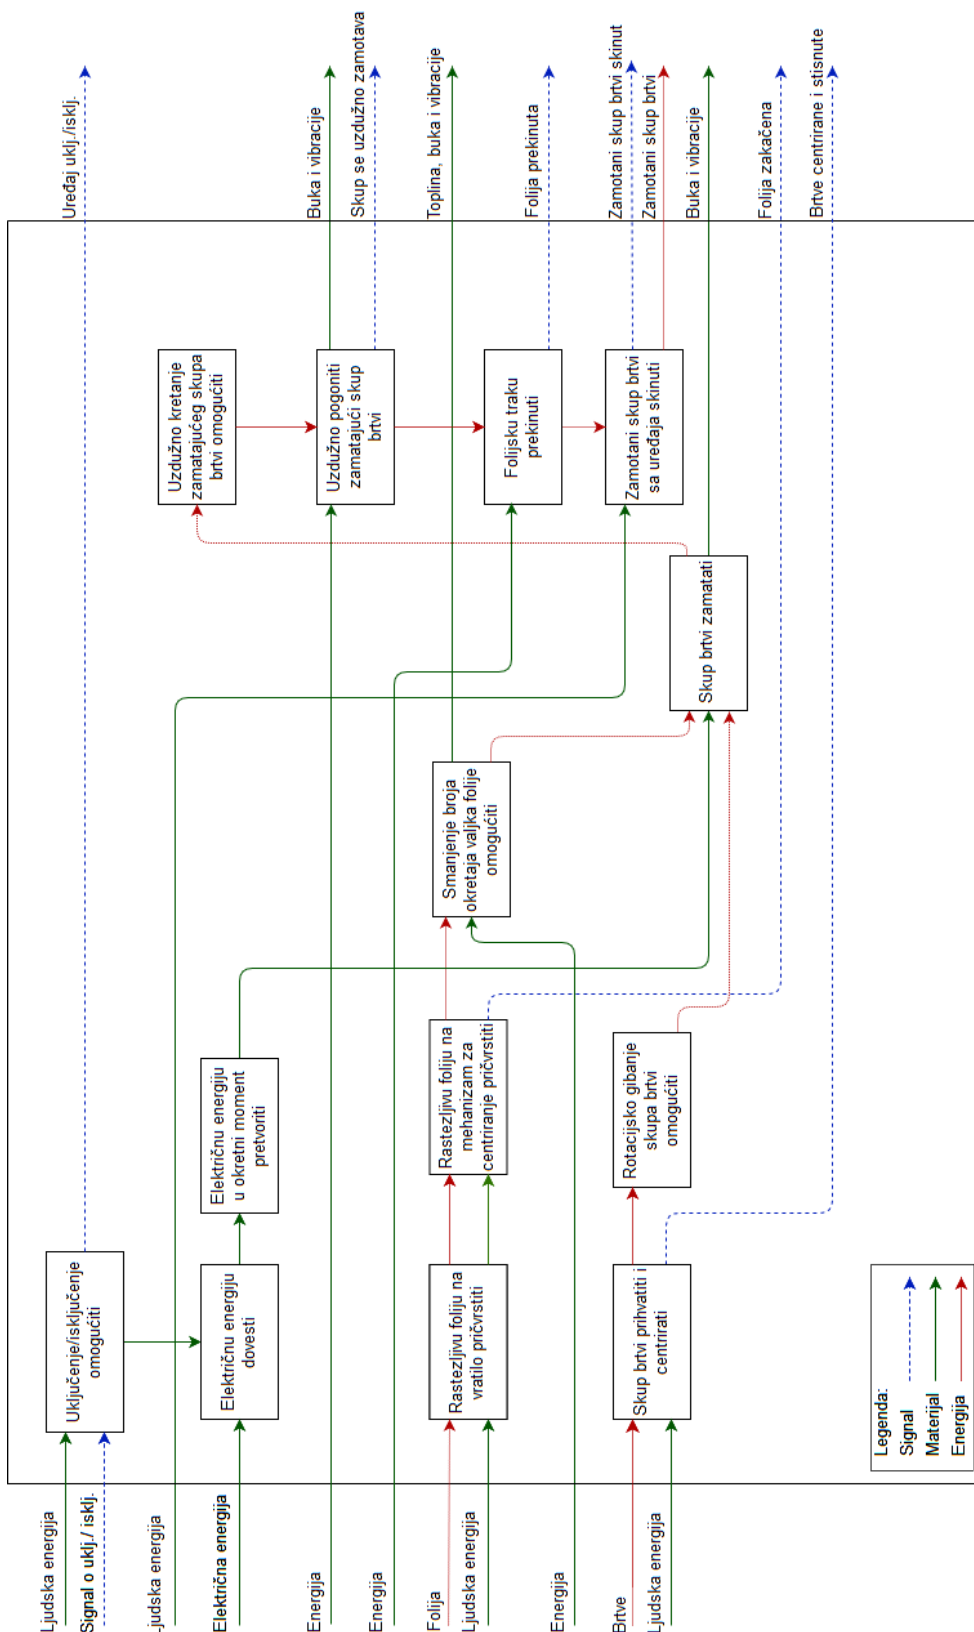 Ljudska energija
Signal o uklj./ isklj.
Ljudska energija
Električna energija
Energija
Energija
Folija
Ljudska energija
Energija
Brtve
Ljudska energija
Uključenje/isključenje
omogućiti
Električnu energiju
dovesti
Električnu energiju
u okretni moment
pretvoriti
Rastezljivu foliju na
vratilo pričvrstiti
Rastezljivu foliju na
mehanizam za
centriranje pričvrstiti
Skup brtvi prihvatiti i
centrirati
Rotacijsko gibanje
skupa brtvi
omogućiti
Smanjenje broja
okretaja valjka folije
omogućiti
Skup brtvi zamatati
Uzdužno kretanje
zamatajućeg skupa
brtvi omogućiti
Uzdužno pogoniti
zamatajući skup
brtvi
Folijsku traku
prekinuti
Zamotani skup brtvi
sa uređaja skinuti
Uređaj uklj./isklj.
Buka i vibracije
Skup se uzdužno zamotava
Toplina, buka i vibracije
Folija prekinuta
Zamotani skup brtvi skinut
Zamotani skup brtvi
Buka i vibracije
Folija zakačena
Brtve centrirane i stisnute
Legenda:
Signal
Materijal
Energija